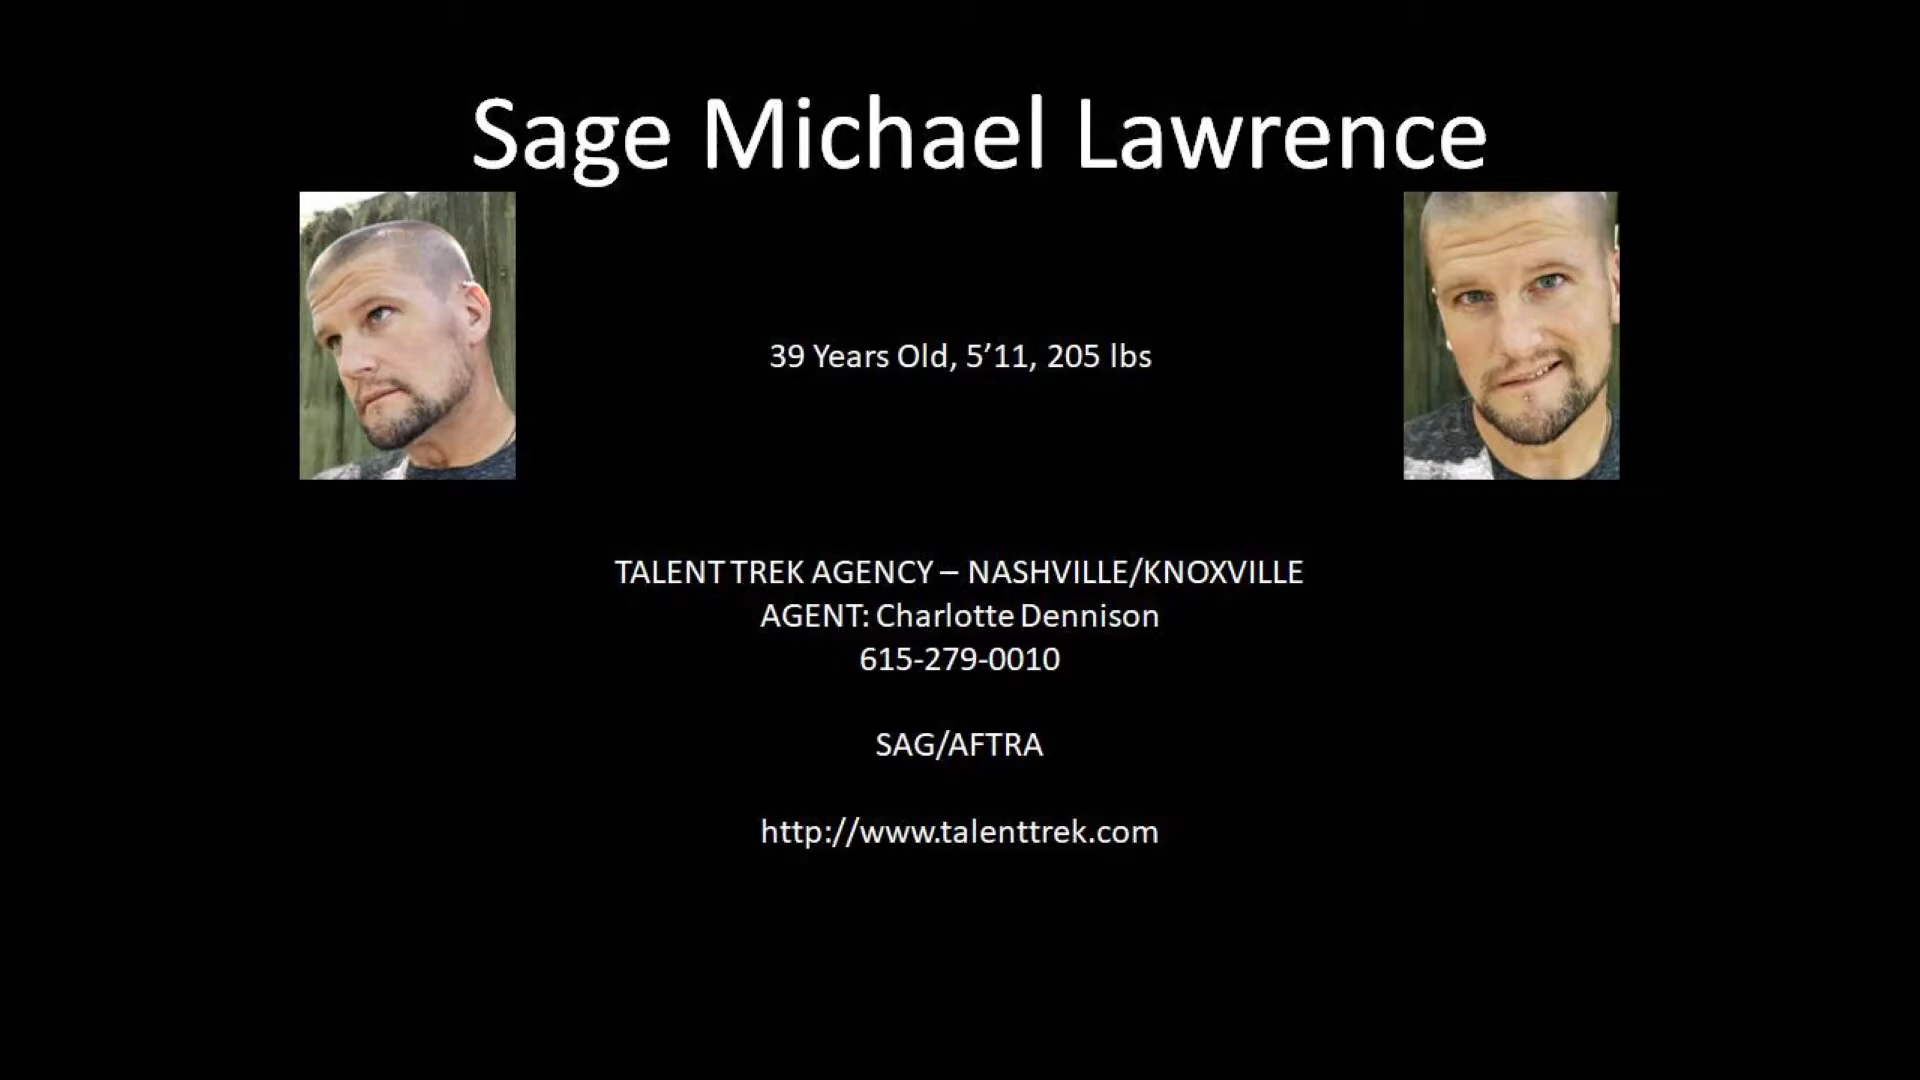 Sage Michael Lawrence
39 Years Old, 5’11, 205 lbs
TALENT TREK AGENCY – NASHVILLE/KNOXVILLE
AGENT: Charlotte Dennison
615-279-0010
SAG/AFTRA
http://www.talenttrek.com